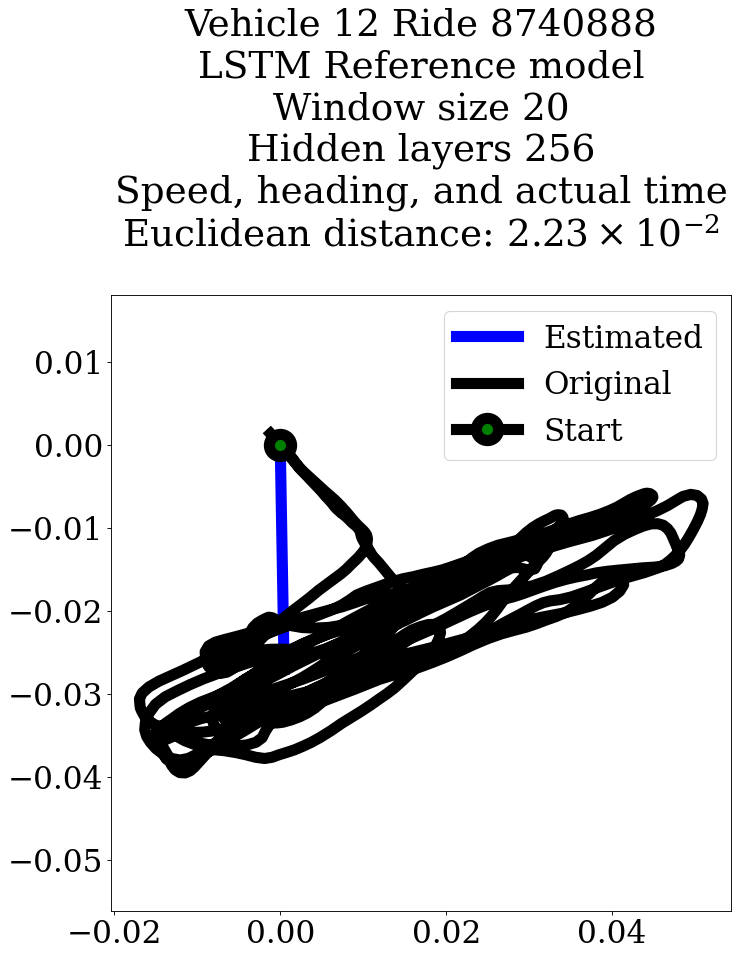 Vehicle 12 Ride 8740888
LSTM Reference model
Window size 20
Hidden layers 256
Speed, heading, and actual time
Euclidean distance: 2.23 × 10⁻²
Estimated
Original
Start
0.01
0.00
−0.01
−0.02
−0.03
−0.04
−0.05
−0.02 0.00 0.02 0.04